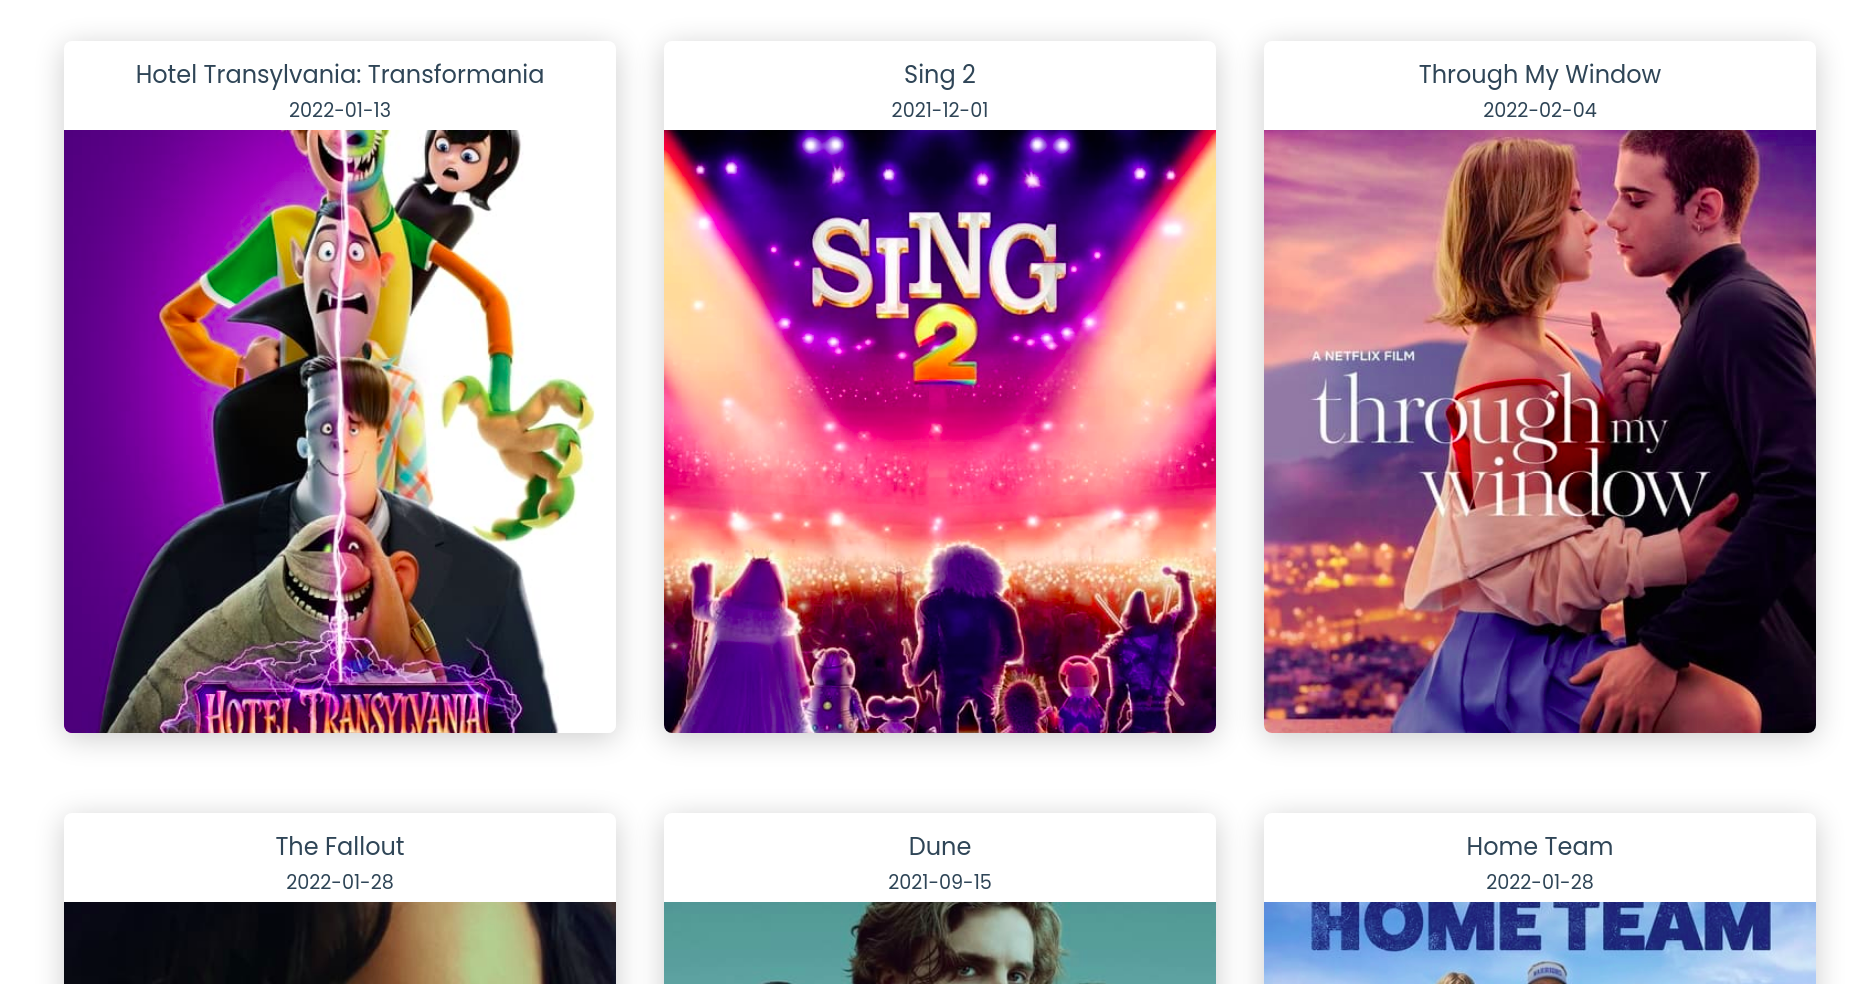 Hotel Transylvania: Transformania
2022-01-13
HOTEL TRANSYLVANIA
Sing 2
2021-12-01
SING
2
Through My Window
2022-02-04
A NETFLIX FILM
through my
window
The Fallout
2022-01-28
Dune
2021-09-15
Home Team
2022-01-28
HOME TEAM